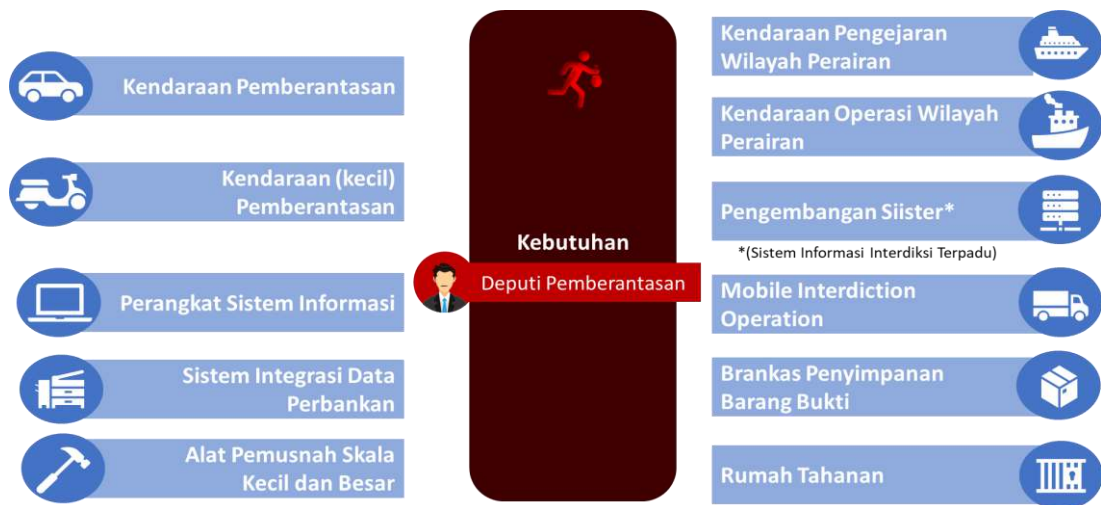 Kendaraan Pemberantasan
Kendaraan (kecil)
Pemberantasan
Perangkat Sistem Informasi
Sistem Integrasi Data
Perbankan
Alat Pemusnah Skala
Kecil dan Besar
Kebutuhan
Deputi Pemberantasan
Kendaraan Pengejaran
Wilayah Perairan
Kendaraan Operasi Wilayah
Perairan
Pengembangan Siister*
*(Sistem Informasi Interdiksi Terpadu)
Mobile Interdiction
Operation
Brankas Penyimpanan
Barang Bukti
Rumah Tahanan